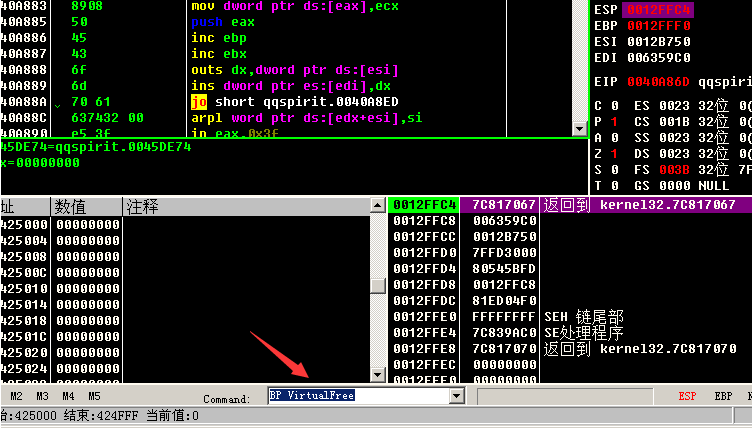 40A883 8908 mov dword ptr ds:[eax],ecx
40A885 50 push eax
40A886 45 inc ebp
40A887 43 inc ebx
40A888 6f outs dx,dword ptr ds:[esi]
40A889 6d ins dword ptr es:[edi],dx
40A88A 70 61 jo short qqspirit.0040A8ED
40A88C 637432 00 arpl word ptr ds:[edx+esi],si
40A890 e5 3f in eax,0x3f
45DE74=qqspirit.0045DE74
x=00000000
ESP 0012FFC4
EBP 0012FFF0
ESI 0012B750
EDI 006359C0
EIP 0040A86D qqspirit
C 0 ES 0023 32位 0(
P 1 CS 001B 32位 0(
A 0 SS 0023 32位 0(
Z 1 DS 0023 32位 0(
S 0 FS 003B 32位 7F
T 0 GS 0000 NULL
址 数值 注释
425000 00000000
425004 00000000
425008 00000000
42500C 00000000
425010 00000000
425014 00000000
425018 00000000
42501C 00000000
425020 00000000
425024 00000000
0012FFC4 7C817067 返回到 kernel32.7C817067
0012FFC8 006359C0
0012FFCC 0012B750
0012FFD0 7FFD3000
0012FFD4 80545BFD
0012FFD8 0012FFC8
0012FFDC 81ED04F0
0012FFE0 FFFFFFFF SEH 链尾部
0012FFE4 7C839AC0 SE处理程序
0012FFE8 7C817070 返回到 kernel32.7C817070
0012FFEC 00000000
0012FFF0 00000000
M2 M3 M4 M5 Command: BP VirtualFree ESP EBP
始:425000 结束:424FFF 当前值:0